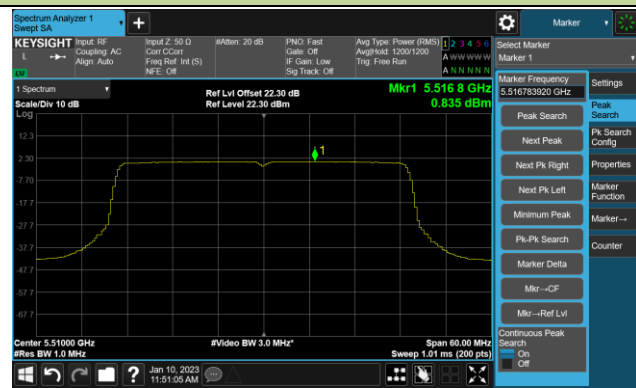 Spectrum Analyzer 1
Swept SA
+
Marker
KEYSIGHT
L
Input: RF
Coupling: AC
Align: Auto
Input Z: 50 Ω
Corr CCorr
Freq Ref: Int (S)
NFE: Off
#Atten: 20 dB
PNO: Fast
Gate: Off
IF Gain: Low
Sig Track: Off
Avg Type: Power (RMS)
Avg|Hold: 1200/1200
Trig: Free Run
1 2 3 4 5 6
A W W W W W
A N N N N N
Select Marker
Marker 1
1 Spectrum
Scale/Div 10 dB
Log
Ref Lvl Offset 22.30 dB
Ref Level 22.30 dBm
Mkr1 5.516 8 GHz
0.835 dBm
12.3
2.30
-7.70
-17.7
-27.7
-37.7
-47.7
-57.7
-67.7
1
Center 5.51000 GHz
#Res BW 1.0 MHz
#Video BW 3.0 MHz*
Span 60.00 MHz
Sweep 1.01 ms (200 pts)
Marker Frequency
5.516783920 GHz
Peak Search
Next Peak
Next Pk Right
Next Pk Left
Minimum Peak
Pk-Pk Search
Marker Delta
Mkr→CF
Mkr→Ref Lvl
Continuous Peak
Search
On
Off
Settings
Peak
Search
Pk Search
Config
Properties
Marker
Function
Marker→
Counter
?
Jan 10, 2023
11:51:05 AM